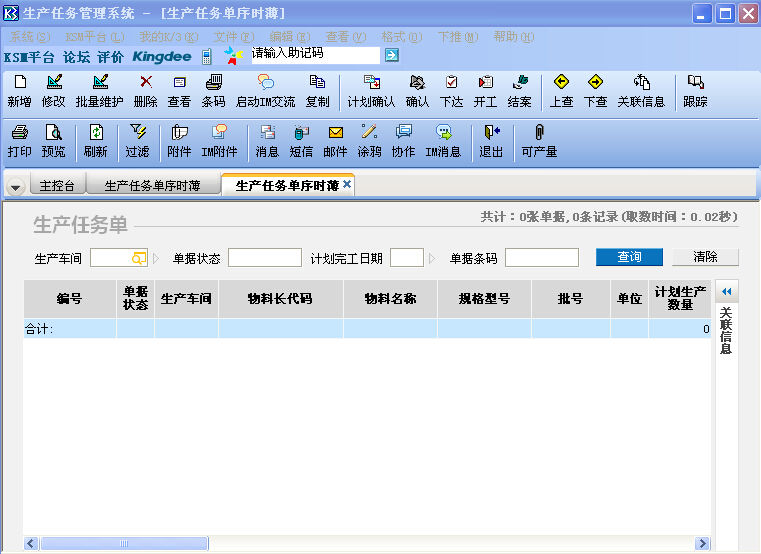 生产任务管理系统 - [生产任务单序时薄]
系统(S) KSM平台(L) 我的K/3(X) 文件(F) 编辑(E) 查看(V) 格式(O) 下推(M) 帮助(H)
KSM平台 论坛 评价 Kingdee 请输入助记码
新增 修改 批量维护 删除 查看 条码 启动IM交流 复制 计划确认 确认 下达 开工 结案 上查 下查 关联信息 跟踪
打印 预览 刷新 过滤 附件 IM附件 消息 短信 邮件 涂鸦 协作 IM消息 退出 可产量
主控台 生产任务单序时薄 生产任务单序时薄
生产任务单 共计：0张单据,0条记录(取数时间：0.02秒)
生产车间 单据状态 计划完工日期 单据条码 查询 清除
编号 单据状态 生产车间 物料长代码 物料名称 规格型号 批号 单位 计划生产数量
合计: 0
关联信息